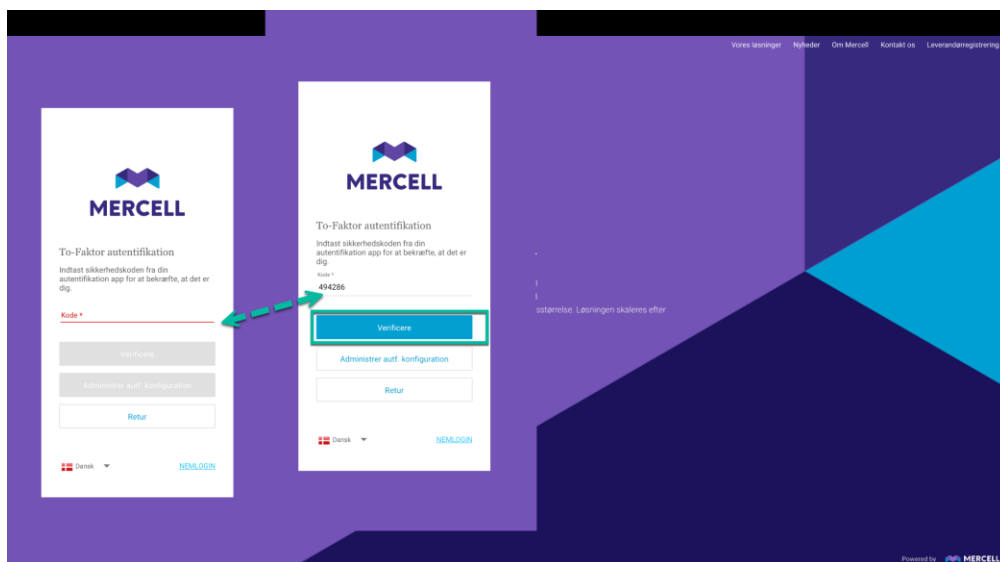 Vores løsninger Nyheder Om Mercell Kontakt os Leverandørregistrering
MERCELL
To-Faktor autentifikation
Indtast sikkerhedskoden fra din
autentifikation app for at bekræfte, at det er
dig.
Kode *
Verificere
Administrer autf. konfiguration
Retur
Dansk
NEMLOGIN
MERCELL
To-Faktor autentifikation
Indtast sikkerhedskoden fra din
autentifikation app for at bekræfte, at det er
dig.
Kode *
494286
Verificere
Administrer autf. konfiguration
Retur
Dansk
NEMLOGIN
sstørrelse. Løsningen skaleres efter
Powered by MERCELL